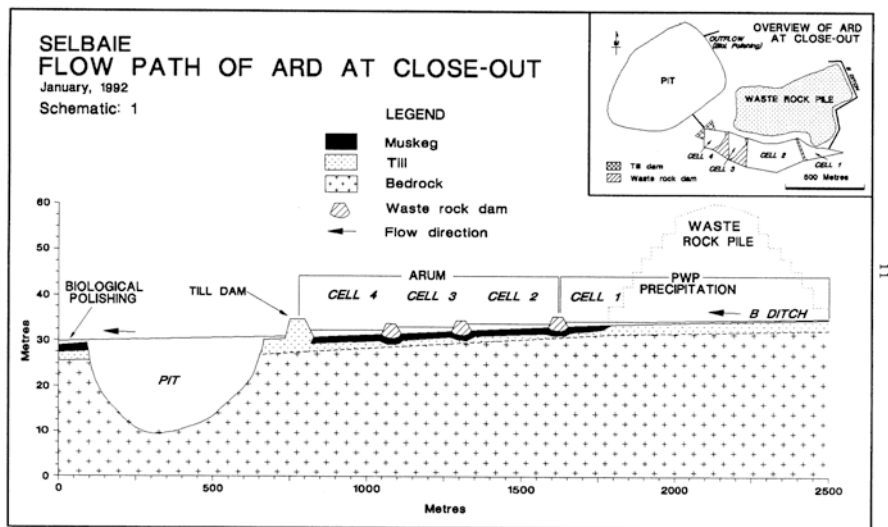 SELBAIE
FLOW PATH OF ARD AT CLOSE-OUT
January, 1992
Schematic: 1
LEGEND
Muskeg
Till
Bedrock
Waste rock dam
Flow direction
OVERVIEW OF ARD
AT CLOSE-OUT
N
OUTFLOW
(Biol. Polishing)
B DITCH
PIT
WASTE ROCK PILE
CELL 4
CELL 3
CELL 2
CELL 1
Till dam
Waste rock dam
500 Metres
60
50
40
30
20
10
0
Metres
BIOLOGICAL
POLISHING
TILL DAM
ARUM
CELL 4
CELL 3
CELL 2
PWP
PRECIPITATION
CELL 1
WASTE
ROCK PILE
B DITCH
PIT
0
500
1000
1500
2000
2500
Metres
11